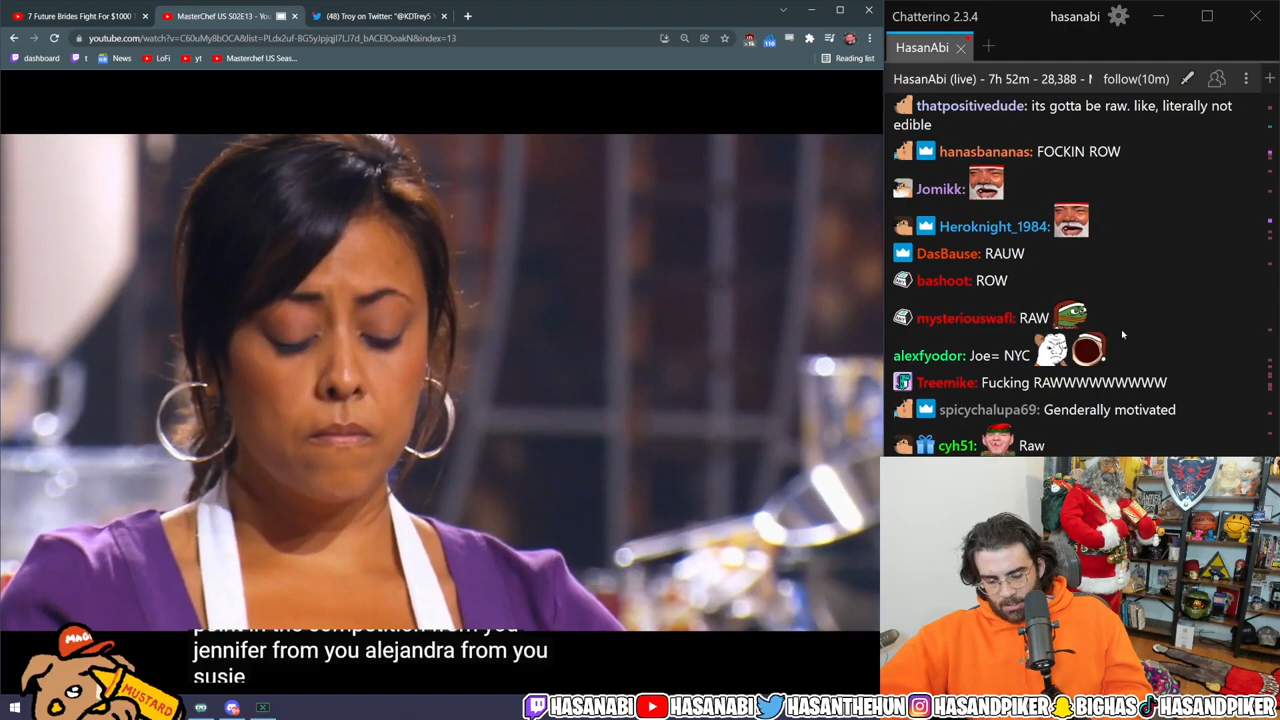 7 Future Brides Fight For $1000
MasterChef US S02E13 - You
(48) Troy on Twitter: "@KDTrey5
youtube.com/watch?v=C60uMy8bOCA&list=PLdx2uf-BG5yJpjqjl7LJ7d_bACElOoakN&index=13
dashboard
t
News
LoFi
yt
Masterchef US Seas...
Reading list
Chatterino 2.3.4
hasanabi
HasanAbi
HasanAbi (live) - 7h 52m - 28,388 -
follow(10m)
thatpositivedude: its gotta be raw. like, literally not
edible
hanasbananas: FOCKIN ROW
Jomikk:
Heroknight_1984:
DasBause: RAUW
bashoot: ROW
mysteriouswafl: RAW
alexfyodor: Joe= NYC
Treemike: Fucking RAWWWWWWWWW
spicychalupa69: Genderally motivated
cyh51: Raw
jennifer from you alejandra from you
susie
MUSTARD
HASANABI
HASANABI
HASANTHEHUN
HASANDPIKER
BIGHAS
HASANDPIKER